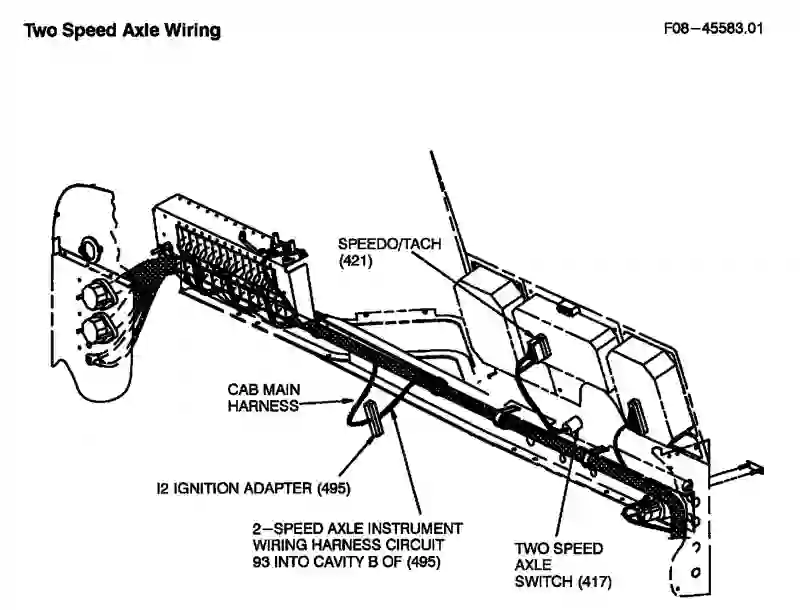 Two Speed Axle Wiring
F08-45583.01
SPEEDO/TACH
(421)
CAB MAIN
HARNESS
I2 IGNITION ADAPTER (495)
2-SPEED AXLE INSTRUMENT
WIRING HARNESS CIRCUIT
93 INTO CAVITY B OF (495)
TWO SPEED
AXLE
SWITCH (417)